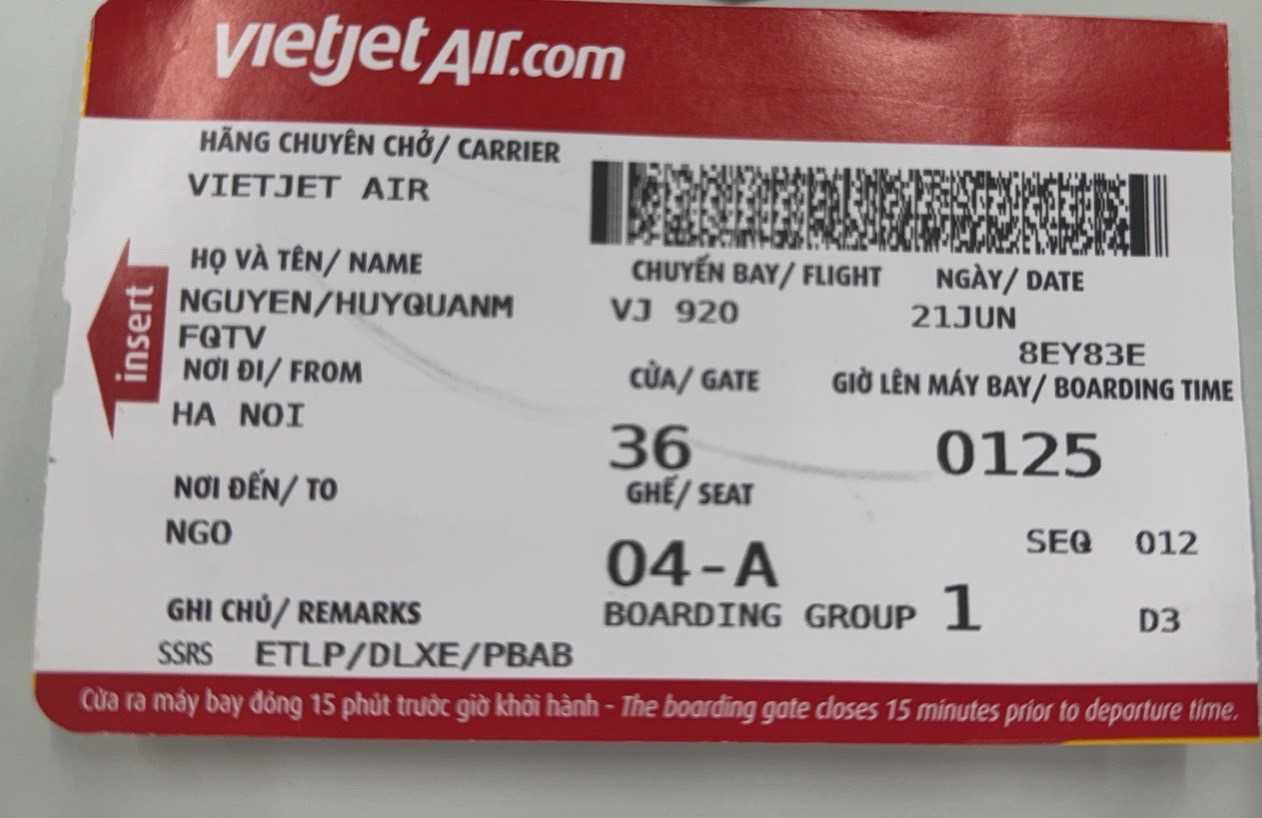 vietjetAir.com
HÃNG CHUYÊN CHỞ/ CARRIER
VIETJET AIR
HỌ VÀ TÊN/ NAME
NGUYEN/HUYQUANM
FQTV
CHUYẾN BAY/ FLIGHT NGÀY/ DATE
VJ 920 21JUN
8EY83E
insert
NƠI ĐI/ FROM
HA NOI
CỬA/ GATE GIỜ LÊN MÁY BAY/ BOARDING TIME
36 0125
NƠI ĐẾN/ TO
NGO
GHẾ/ SEAT
04-A
SEQ 012
BOARDING GROUP 1 D3
GHI CHÚ/ REMARKS
SSRS ETLP/DLXE/PBAB
Cửa ra máy bay đóng 15 phút trước giờ khởi hành - The boarding gate closes 15 minutes prior to departure time.